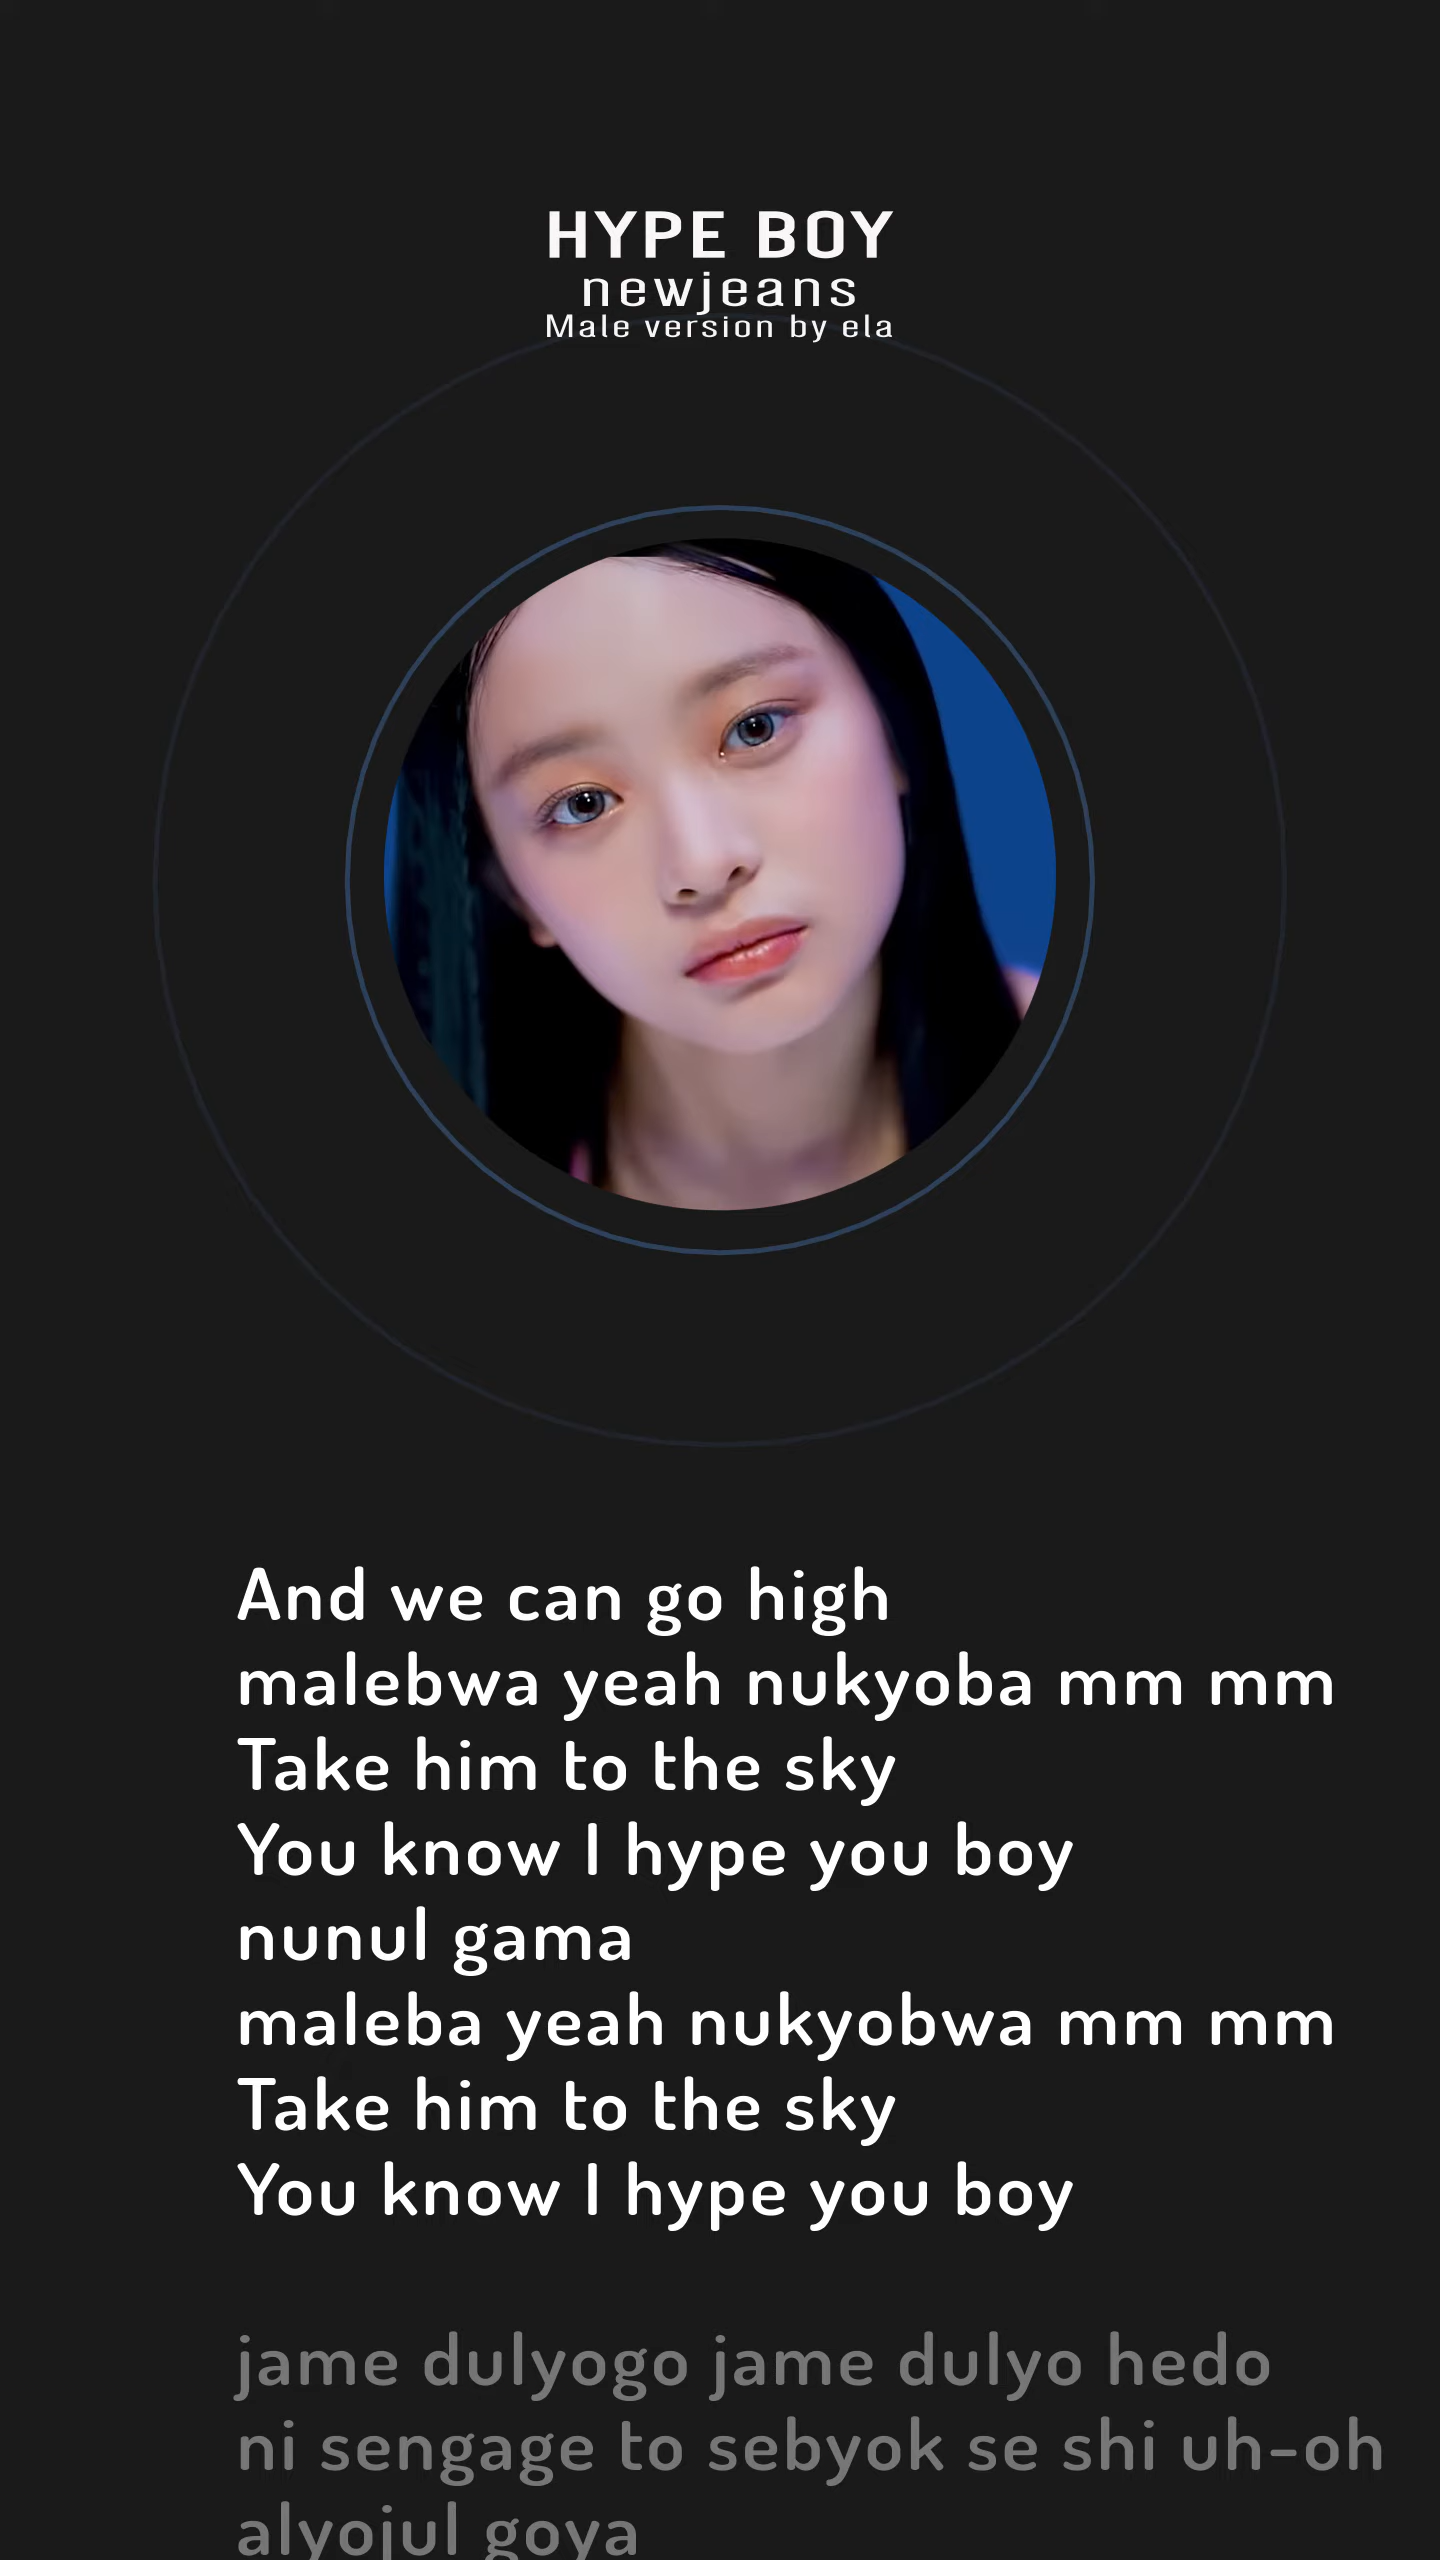 HYPE BOY
newjeans
Male version by ela
And we can go high
malebwa yeah nukyoba mm mm
Take him to the sky
You know I hype you boy
nunul gama
maleba yeah nukyobwa mm mm
Take him to the sky
You know I hype you boy
jame dulyogo jame dulyo hedo
ni sengage to sebyok se shi uh-oh
alyojul goya